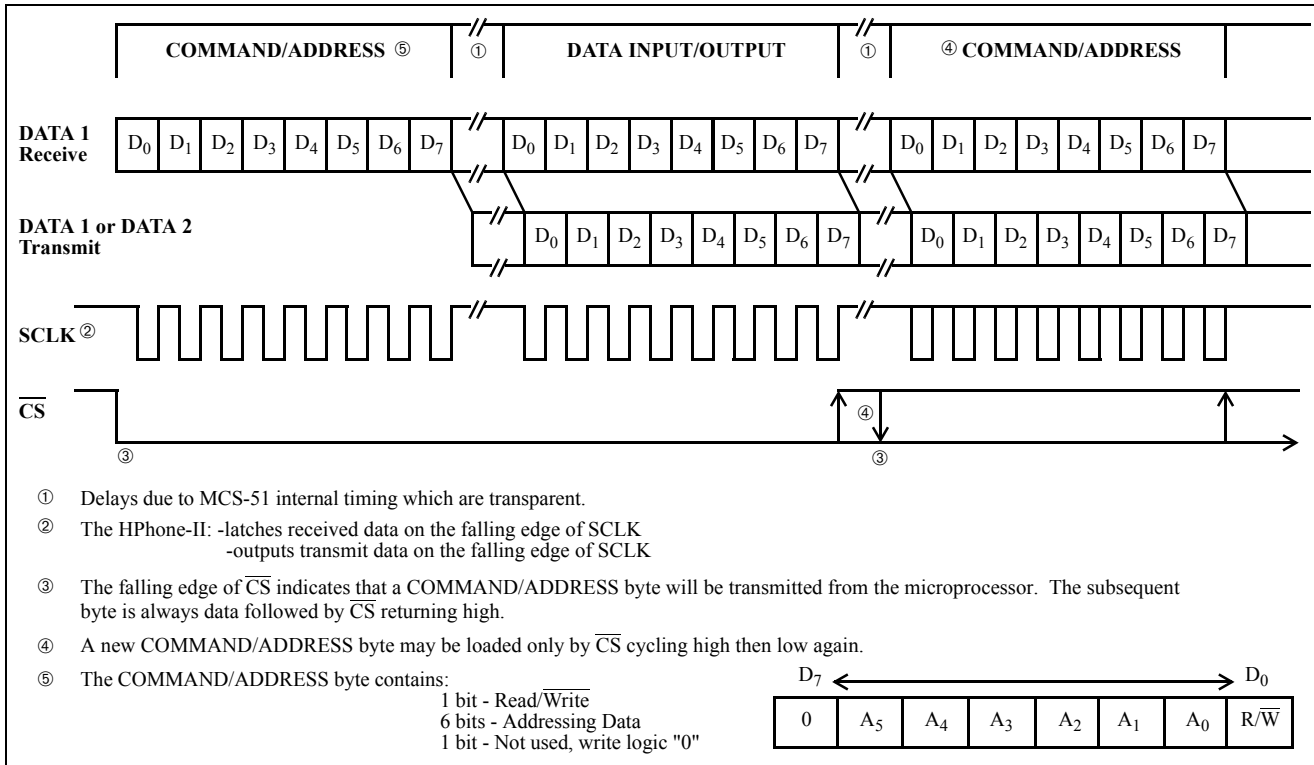 COMMAND/ADDRESS ⑤ ① DATA INPUT/OUTPUT ① ④ COMMAND/ADDRESS
DATA 1
Receive
D0 D1 D2 D3 D4 D5 D6 D7 D0 D1 D2 D3 D4 D5 D6 D7 D0 D1 D2 D3 D4 D5 D6 D7
DATA 1 or DATA 2
Transmit
D0 D1 D2 D3 D4 D5 D6 D7 D0 D1 D2 D3 D4 D5 D6 D7
SCLK ②
CS
④
③ ③
① Delays due to MCS-51 internal timing which are transparent.
② The HPhone-II: -latches received data on the falling edge of SCLK
-outputs transmit data on the falling edge of SCLK
③ The falling edge of CS indicates that a COMMAND/ADDRESS byte will be transmitted from the microprocessor. The subsequent
byte is always data followed by CS returning high.
④ A new COMMAND/ADDRESS byte may be loaded only by CS cycling high then low again.
⑤ The COMMAND/ADDRESS byte contains:
1 bit - Read/Write
6 bits - Addressing Data
1 bit - Not used, write logic "0"
D7 D0
0 A5 A4 A3 A2 A1 A0 R/W